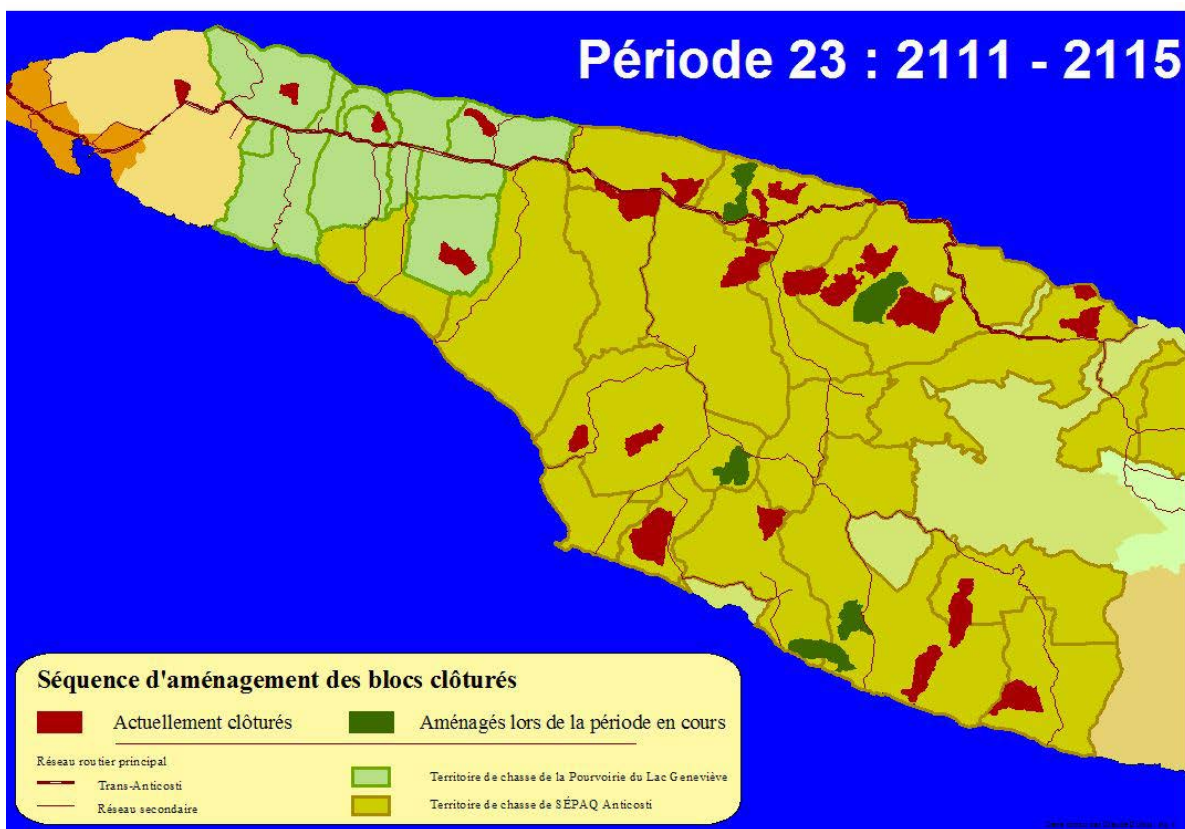 Période 23 : 2111 - 2115
Séquence d'aménagement des blocs clôturés
Actuellement clôturés
Aménagés lors de la période en cours
Réseau routier principal
Trans-Anticosti
Réseau secondaire
Territoire de chasse de la Pourvoirie du Lac Geneviève
Territoire de chasse de SÉPAQ Anticosti